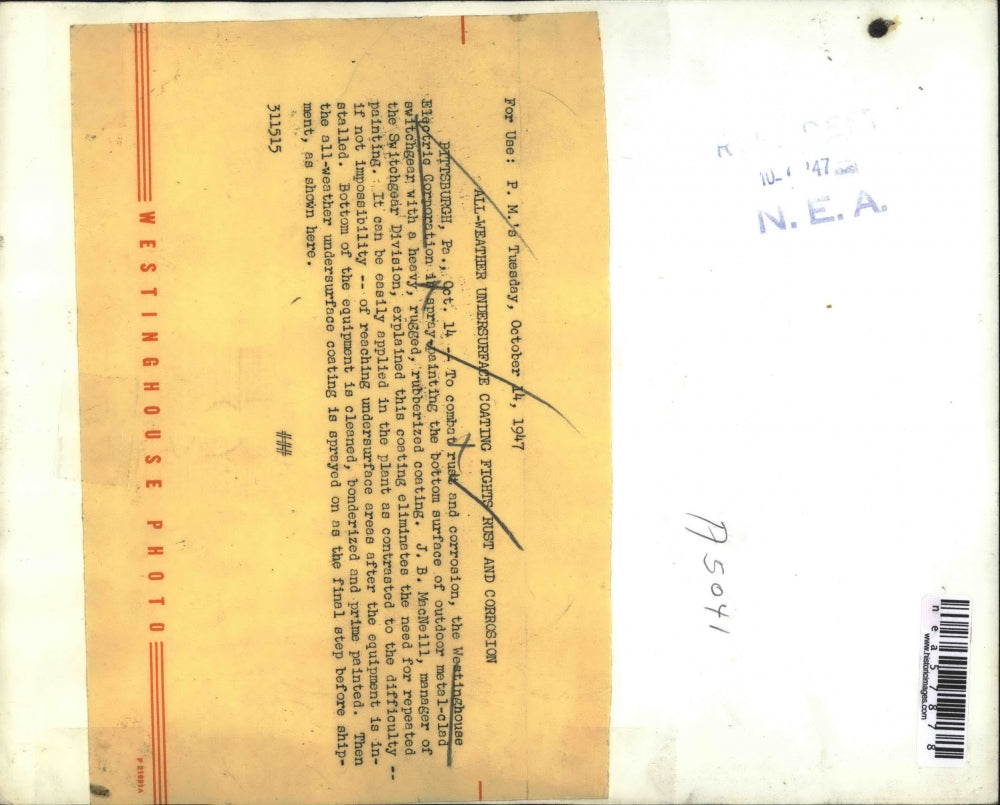 For Use: P. M.'s Tuesday, October 14, 1947
ALL-WEATHER UNDERSURFACE COATING FIGHTS RUST AND CORROSION
PITTSBURGH, Pa., Oct. 14 -- To combat rust and corrosion, the Westinghouse
Electric Corporation is spray painting the bottom surface of outdoor metal-clad
switchgear with a heavy, rugged, rubberized coating. J. B. MacNeill, manager of
the Switchgear Division, explained this coating eliminates the need for repeated
painting. It can be easily applied in the plant as contrasted to the difficulty --
if not impossibility -- of reaching undersurface areas after the equipment is in-
stalled. Bottom of the equipment is cleaned, bonderized and prime painted. Then
the all-weather undersurface coating is sprayed on as the final step before ship-
ment, as shown here.
###
311515
WESTINGHOUSE PHOTO
'47
N.E.A.
A 5041
nea57878
www.historicimages.com